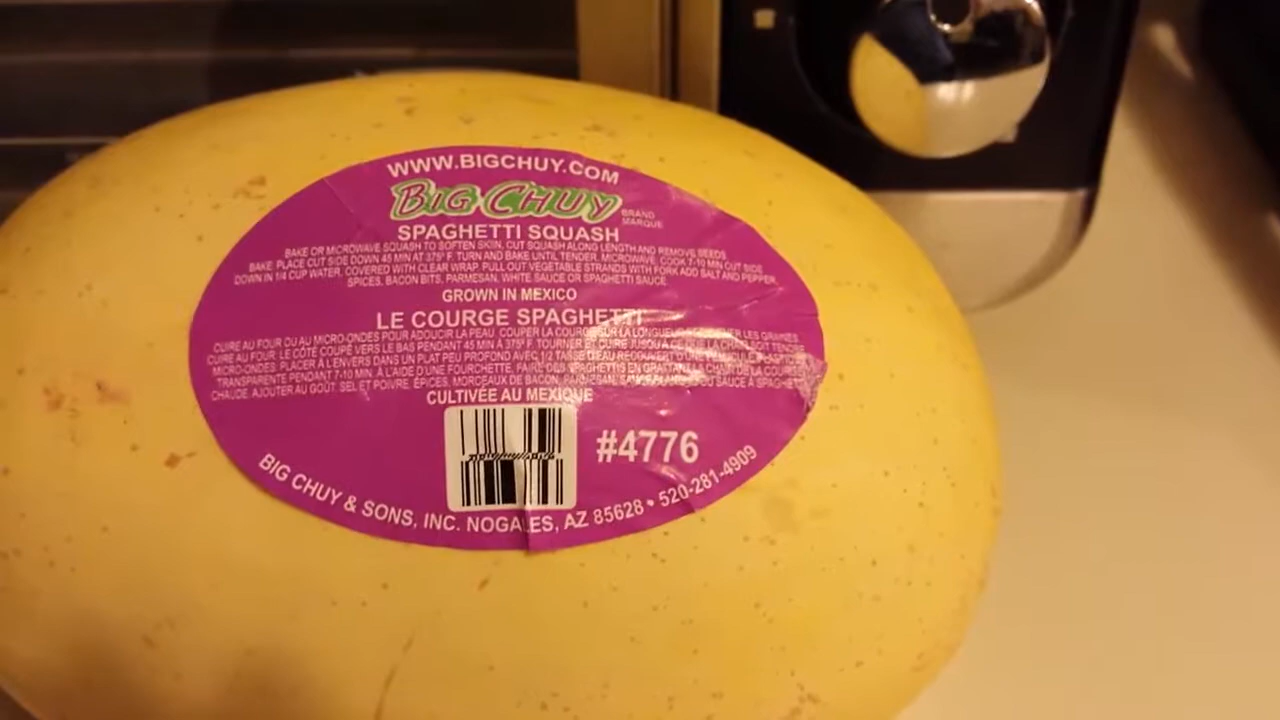 WWW.BIGCHUY.COM
BIG CHUY
BRAND
MARQUE
SPAGHETTI SQUASH
BAKE OR MICROWAVE SQUASH TO SOFTEN SKIN, CUT SQUASH ALONG LENGTH AND REMOVE SEEDS
BAKE: PLACE CUT SIDE DOWN 45 MIN AT 375° F. TURN AND BAKE UNTIL TENDER. MICROWAVE: COOK 7-10 MIN CUT SIDE
DOWN IN 1/4 CUP WATER, COVERED WITH CLEAR WRAP. PULL OUT VEGETABLE STRANDS WITH FORK ADD SALT AND PEPPER,
SPICES, BACON BITS, PARMESAN, WHITE SAUCE OR SPAGHETTI SAUCE.
GROWN IN MEXICO
LE COURGE SPAGHETTI
CUIRE AU FOUR OU AU MICRO-ONDES POUR ADOUCIR LA PEAU. COUPER LA COURGE SUR LA LONGUEUR ET LES GRAINES
CUIRE AU FOUR: LE CÔTÉ COUPÉ VERS LE BAS PENDANT 45 MIN À 375° F. TOURNER ET CUIRE JUSQU'À CE QUE LA CHAIR SOIT TENDER.
MICRO-ONDES: PLACER A L'ENVERS DANS UN PLAT PEU PROFOND AVEC 1/2 TASSE D'EAU RECOUVERT D'UNE PLASTIC
TRANSPARENTE PENDANT 7-10 MIN. À L'AIDE D'UNE FOURCHETTE, FAIRE DES SPAGHETTIS EN GRATTANT LA CHAIR DE LA
CHAUDE. AJOUTER AU GOÛT: SEL ET POIVRE, ÉPICES, MORCEAUX DE BACON, PARMESAN, OU SAUCE À
CULTIVÉE AU MEXIQUE
#4776
BIG CHUY & SONS, INC. NOGALES, AZ 85628 • 520-281-4909